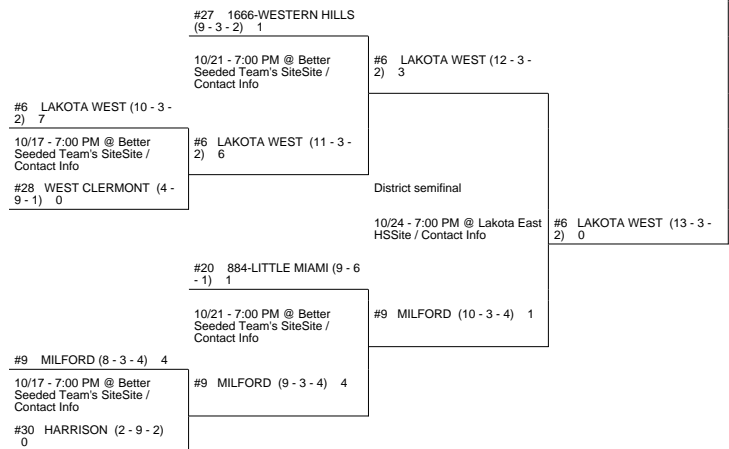 #27 1666-WESTERN HILLS
(9 - 3 - 2) 1
10/21 - 7:00 PM @ Better
Seeded Team's SiteSite /
Contact Info
#6 LAKOTA WEST (12 - 3 -
2) 3
#6 LAKOTA WEST (10 - 3 -
2) 7
10/17 - 7:00 PM @ Better
Seeded Team's SiteSite /
Contact Info
#6 LAKOTA WEST (11 - 3 -
2) 6
#28 WEST CLERMONT (4 -
9 - 1) 0
District semifinal
10/24 - 7:00 PM @ Lakota East
HSSite / Contact Info
#6 LAKOTA WEST (13 - 3 -
2) 0
#20 884-LITTLE MIAMI (9 - 6
- 1) 1
10/21 - 7:00 PM @ Better
Seeded Team's SiteSite /
Contact Info
#9 MILFORD (10 - 3 - 4) 1
#9 MILFORD (8 - 3 - 4) 4
10/17 - 7:00 PM @ Better
Seeded Team's SiteSite /
Contact Info
#9 MILFORD (9 - 3 - 4) 4
#30 HARRISON (2 - 9 - 2)
0